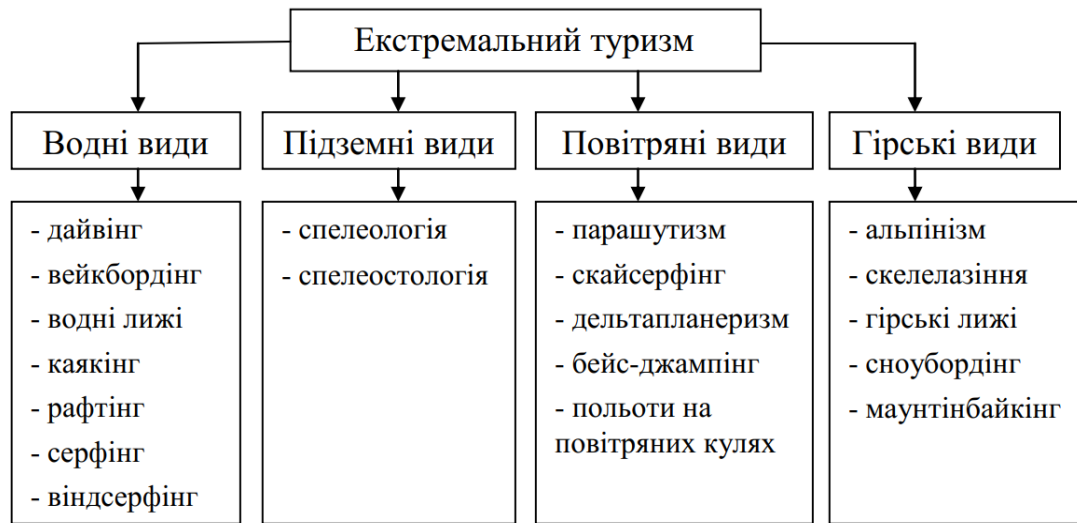 Екстремальний туризм
Водні види
Підземні види
Повітряні види
Гірські види
- дайвінг
- вейкбордінг
- водні лижі
- каякінг
- рафтінг
- серфінг
- віндсерфінг
- спелеологія
- спелеостологія
- парашутизм
- скайсерфінг
- дельтапланеризм
- бейс-джампінг
- польоти на
повітряних кулях
- альпінізм
- скелелазіння
- гірські лижі
- сноубордінг
- маунтінбайкінг